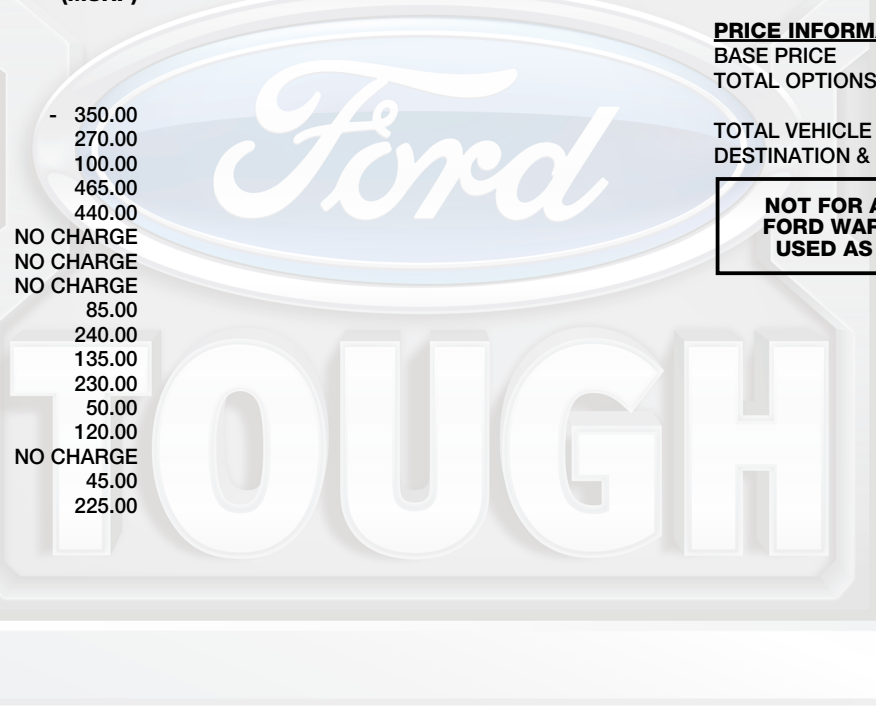 PRICE INFORM
BASE PRICE
TOTAL OPTIONS
TOTAL VEHICLE
DESTINATION &
NOT FOR
FORD WAR
USED AS
- 350.00
270.00
100.00
465.00
440.00
NO CHARGE
NO CHARGE
NO CHARGE
85.00
240.00
135.00
230.00
50.00
120.00
NO CHARGE
45.00
225.00
Ford
TOUGH